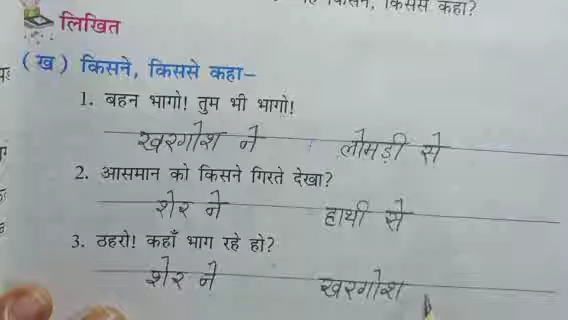 किसने, किससे कहा?
लिखित
(ख) किसने, किससे कहा–
1. बहन भागो! तुम भी भागो!
खरगोश ने लोमड़ी से
2. आसमान को किसने गिरते देखा?
शेर ने हाथी से
3. ठहरो! कहाँ भाग रहे हो?
शेर ने खरगोश